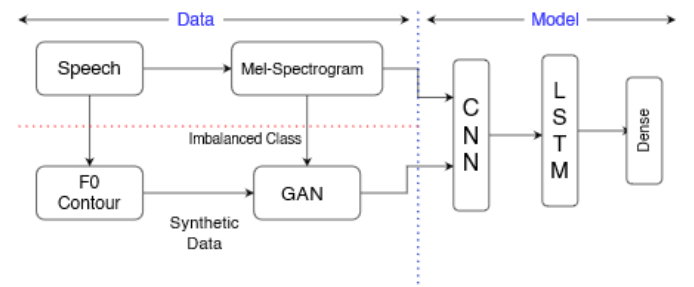 Data
Model
Speech
Mel-Spectrogram
Imbalanced Class
F0
Contour
GAN
Synthetic
Data
C
N
N
L
S
T
M
Dense